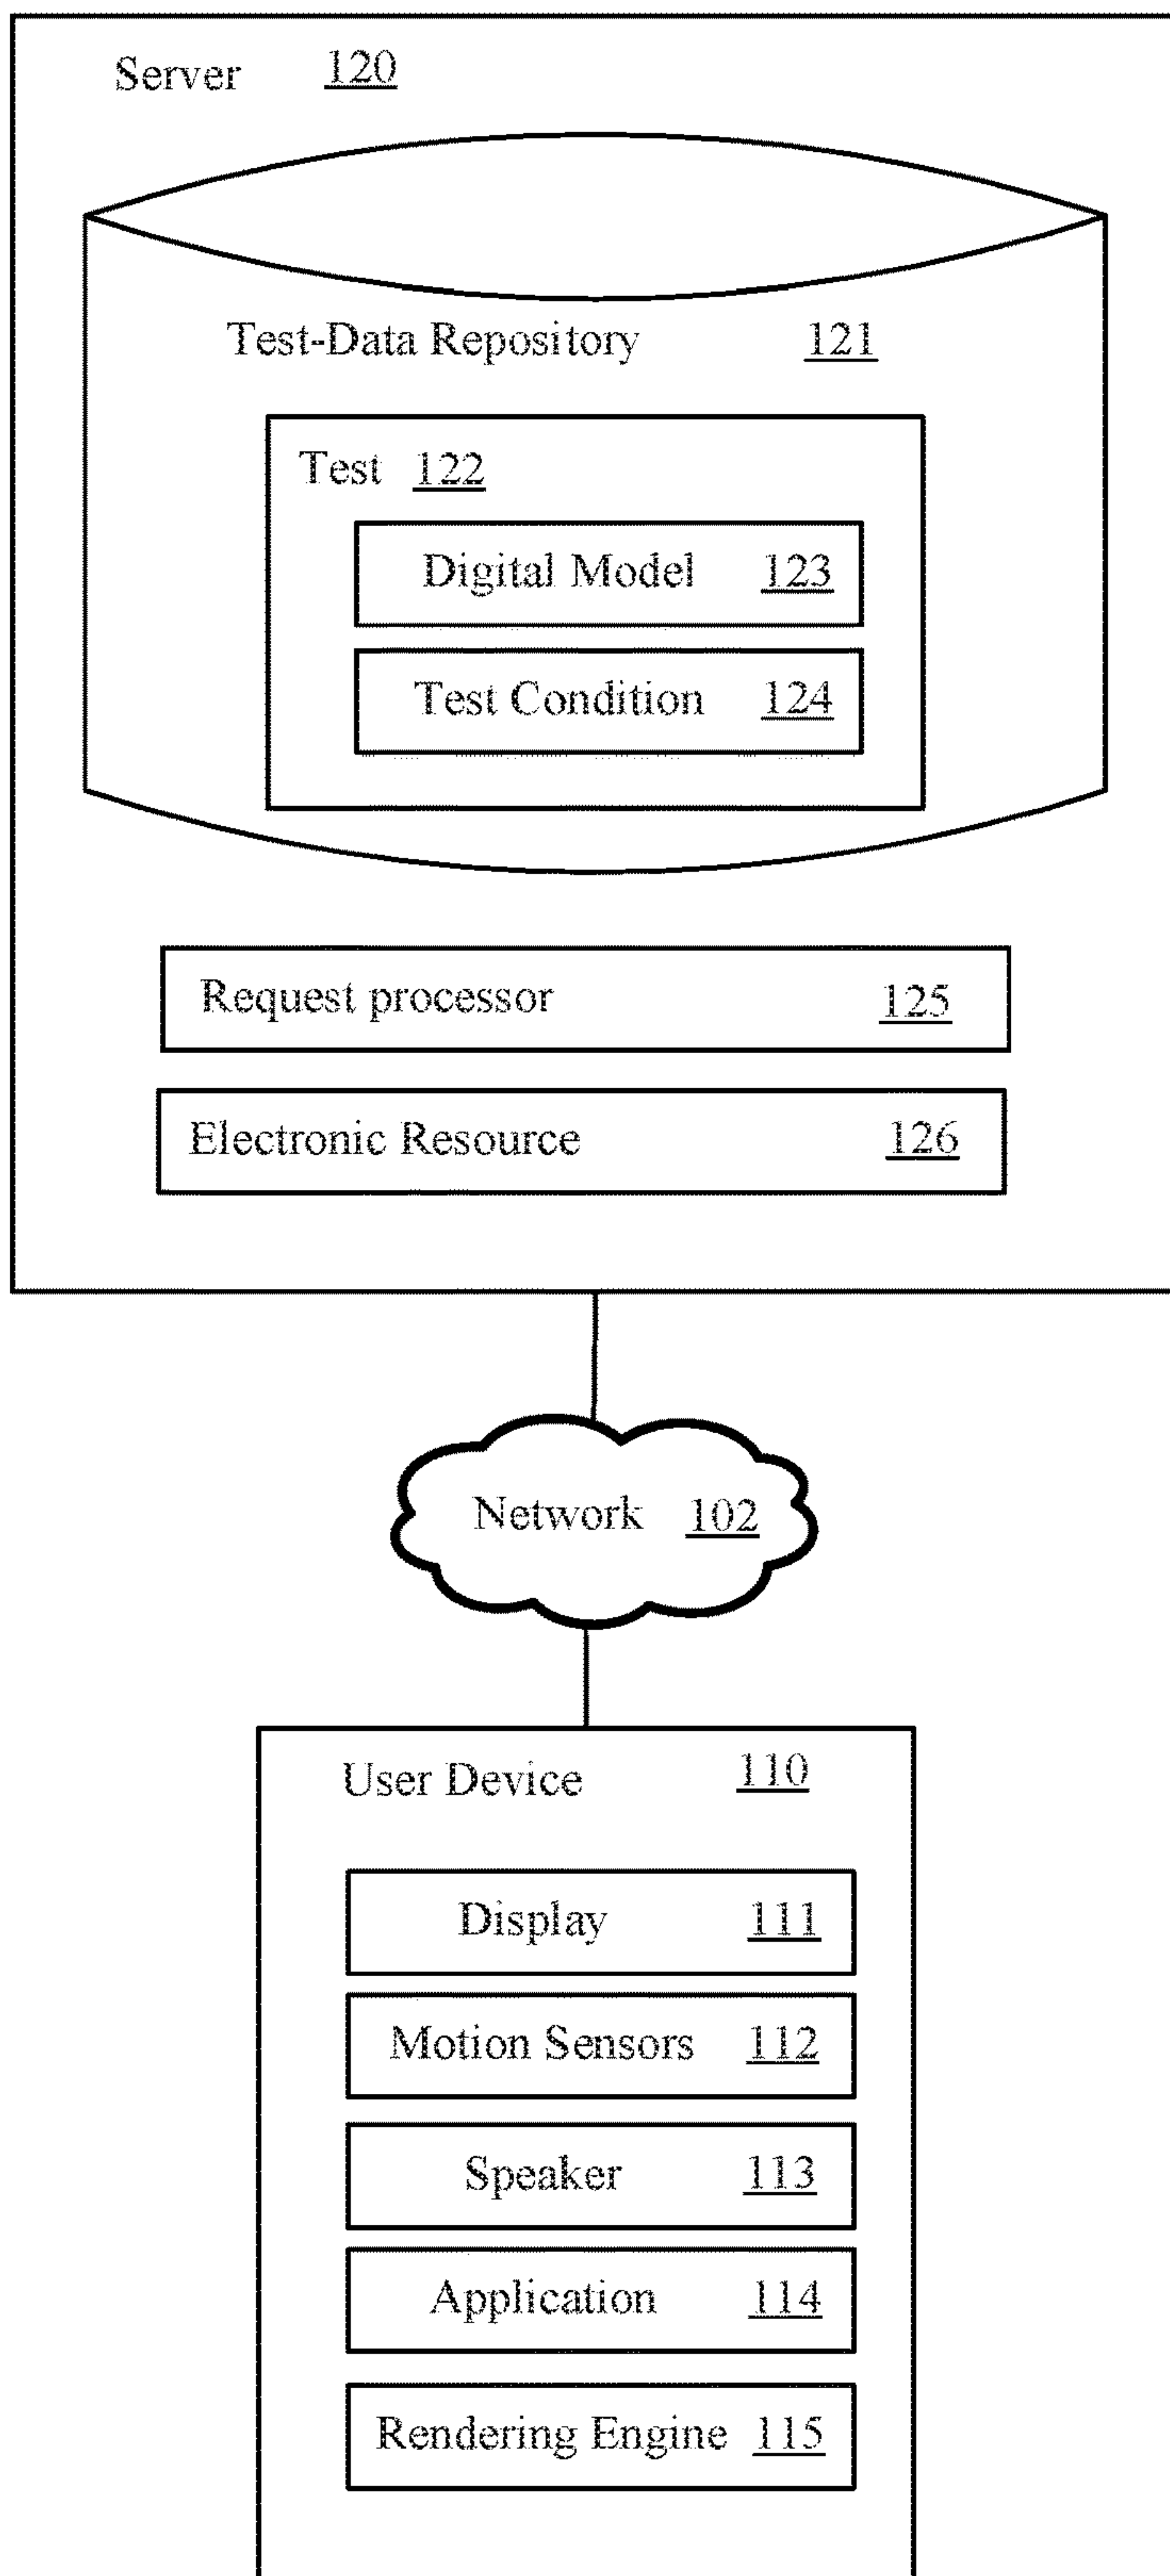 Server 120
Test-Data Repository 121
Test 122
Digital Model 123
Test Condition 124
Request processor 125
Electronic Resource 126
Network 102
User Device 110
Display 111
Motion Sensors 112
Speaker 113
Application 114
Rendering Engine 115